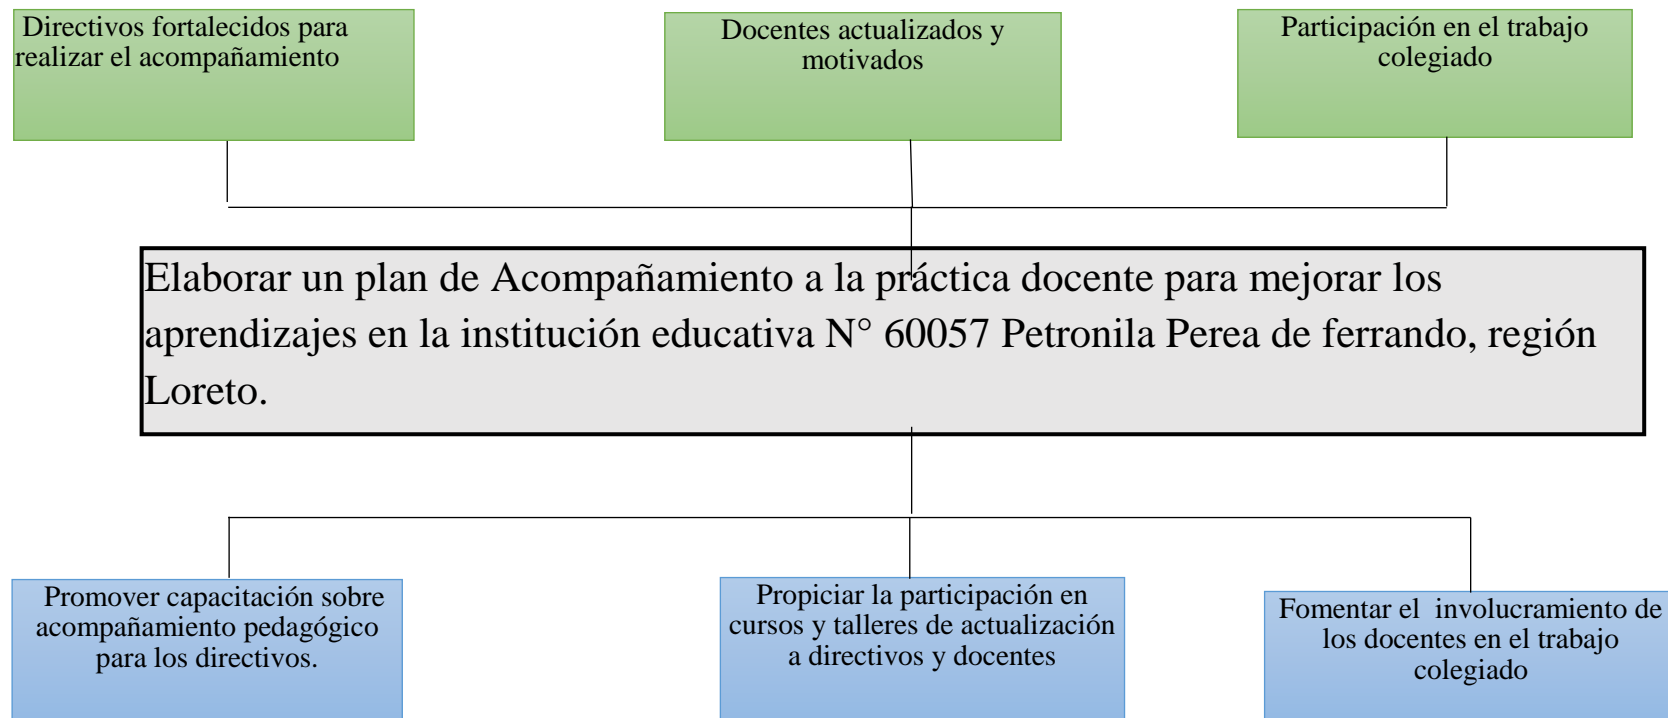 Directivos fortalecidos para
realizar el acompañamiento
Docentes actualizados y
motivados
Participación en el trabajo
colegiado
Elaborar un plan de Acompañamiento a la práctica docente para mejorar los
aprendizajes en la institución educativa N° 60057 Petronila Perea de ferrando, región
Loreto.
Promover capacitación sobre
acompañamiento pedagógico
para los directivos.
Propiciar la participación en
cursos y talleres de actualización
a directivos y docentes
Fomentar el involucramiento de
los docentes en el trabajo
colegiado